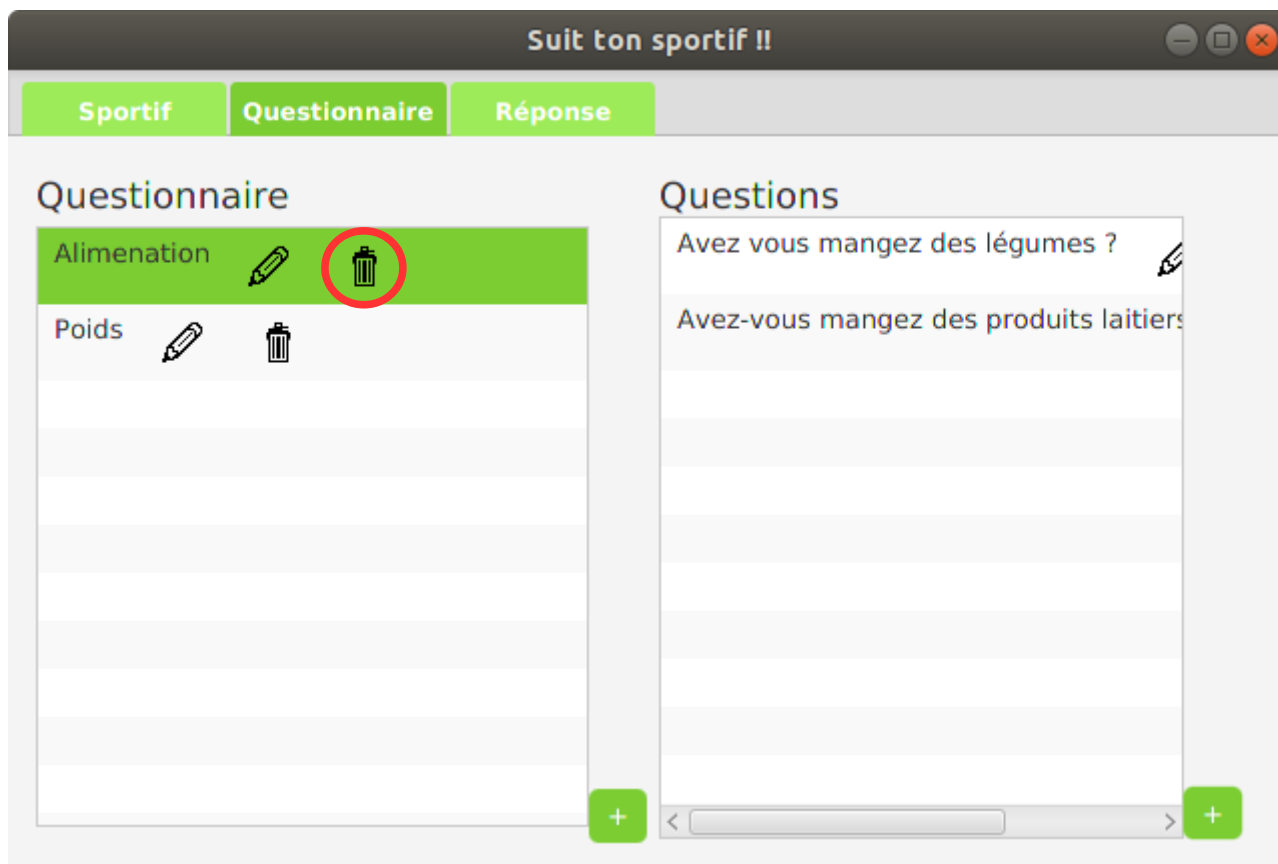 Suit ton sportif !!
Sportif
Questionnaire
Réponse
Questionnaire
Alimenation
Poids
+
Questions
Avez vous mangez des légumes ?
Avez-vous mangez des produits laitiers
+